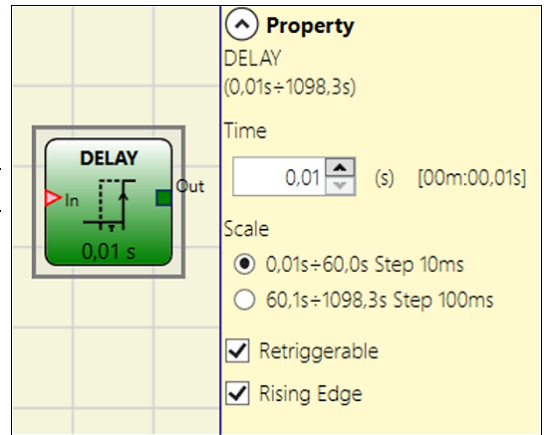 DELAY
In
Out
0,01 s
Property
DELAY
(0,01s÷1098,3s)
Time
0,01 (s) [00m:00,01s]
Scale
0,01s÷60,0s Step 10ms
60,1s÷1098,3s Step 100ms
Retriggerable
Rising Edge